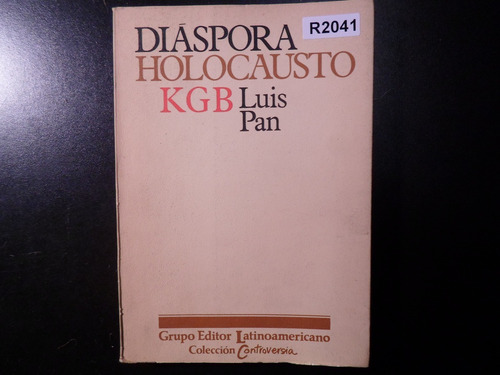 R2041
DIÁSPORA
HOLOCAUSTO
KGB Luis
Pan
Grupo Editor Latinoamericano
Colección Controversia